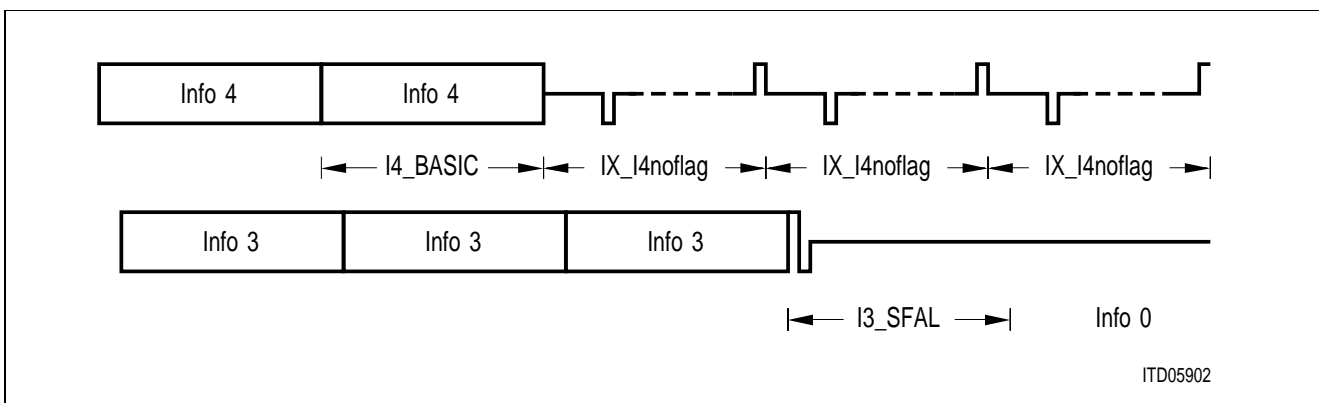 Info 4 Info 4
I4_BASIC IX_I4noflag IX_I4noflag IX_I4noflag
Info 3 Info 3 Info 3
I3_SFAL Info 0
ITD05902